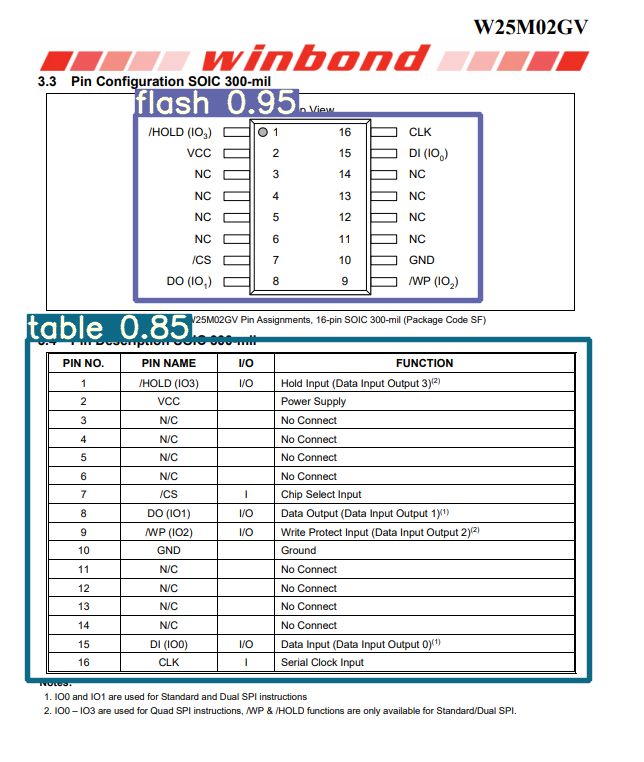 W25M02GV
winbond
3.3 Pin Configuration SOIC 300-mil
flash 0.95
View
/HOLD (IO3) 1 16 CLK
VCC 2 15 DI (IO0)
NC 3 14 NC
NC 4 13 NC
NC 5 12 NC
NC 6 11 NC
/CS 7 10 GND
DO (IO1) 8 9 /WP (IO2)
table 0.85
W25M02GV Pin Assignments, 16-pin SOIC 300-mil (Package Code SF)
3.4 Pin Description SOIC 300-mil
PIN NO. PIN NAME I/O FUNCTION
1 /HOLD (IO3) I/O Hold Input (Data Input Output 3)(2)
2 VCC Power Supply
3 N/C No Connect
4 N/C No Connect
5 N/C No Connect
6 N/C No Connect
7 /CS I Chip Select Input
8 DO (IO1) I/O Data Output (Data Input Output 1)(1)
9 /WP (IO2) I/O Write Protect Input (Data Input Output 2)(2)
10 GND Ground
11 N/C No Connect
12 N/C No Connect
13 N/C No Connect
14 N/C No Connect
15 DI (IO0) I/O Data Input (Data Input Output 0)(1)
16 CLK I Serial Clock Input
Notes:
1. IO0 and IO1 are used for Standard and Dual SPI instructions
2. IO0 – IO3 are used for Quad SPI instructions, /WP & /HOLD functions are only available for Standard/Dual SPI.